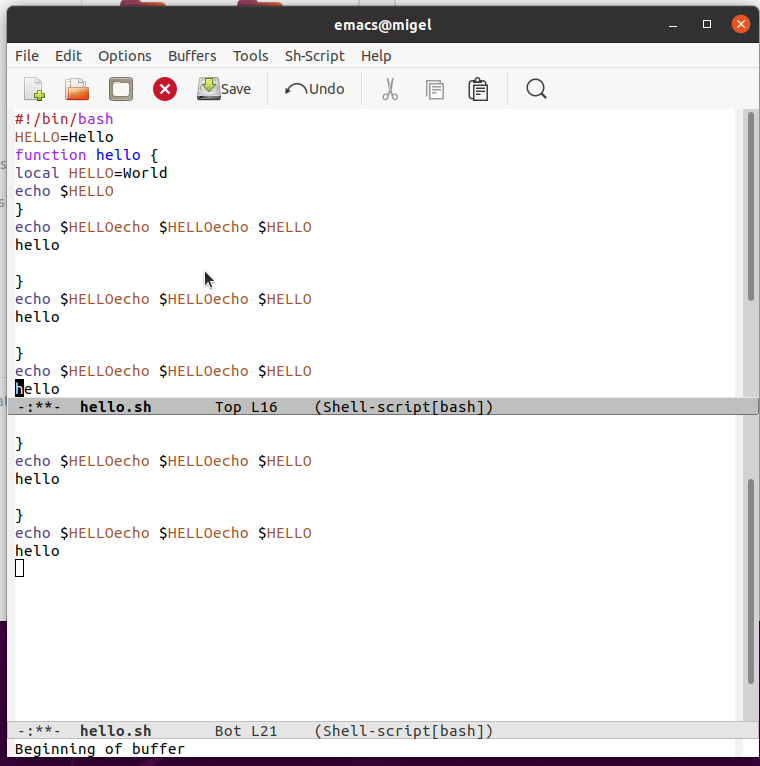 emacs@migel
File Edit Options Buffers Tools Sh-Script Help
Save Undo
#!/bin/bash
HELLO=Hello
function hello {
local HELLO=World
echo $HELLO
}
echo $HELLOecho $HELLOecho $HELLO
hello
}
echo $HELLOecho $HELLOecho $HELLO
hello
}
echo $HELLOecho $HELLOecho $HELLO
hello
-:**- hello.sh Top L16 (Shell-script[bash])
}
echo $HELLOecho $HELLOecho $HELLO
hello
}
echo $HELLOecho $HELLOecho $HELLO
hello
-:**- hello.sh Bot L21 (Shell-script[bash])
Beginning of buffer